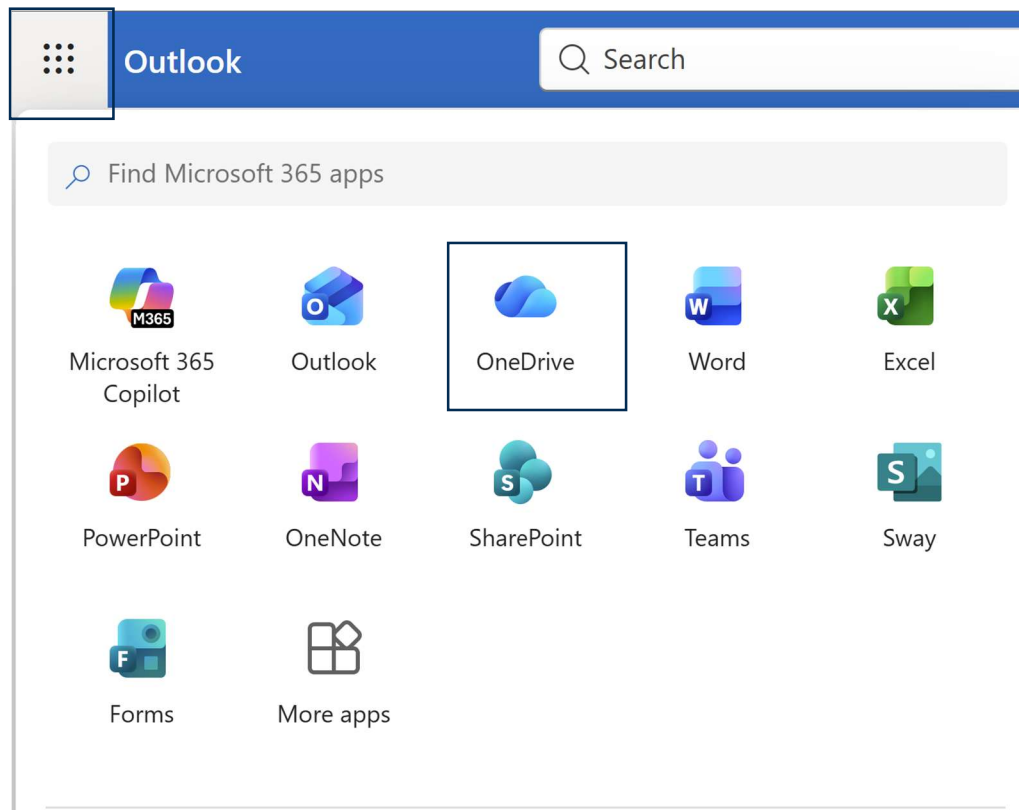 Outlook
Search
Find Microsoft 365 apps
M365
O
W
X
Microsoft 365
Copilot
Outlook
OneDrive
Word
Excel
P
N
S
T
S
PowerPoint
OneNote
SharePoint
Teams
Sway
F
Forms
More apps